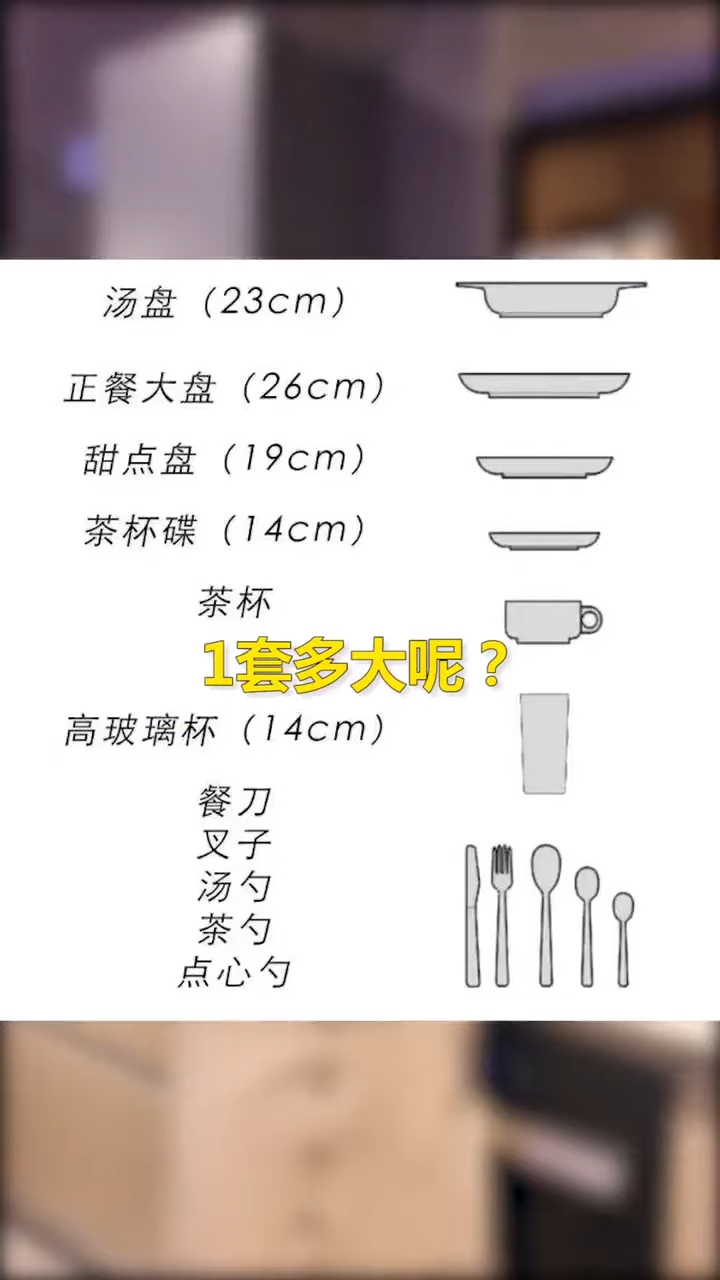 汤盘（23cm）
正餐大盘（26cm）
甜点盘（19cm）
茶杯碟（14cm）
茶杯
1套多大呢？
高玻璃杯（14cm）
餐刀
叉子
汤勺
茶勺
点心勺